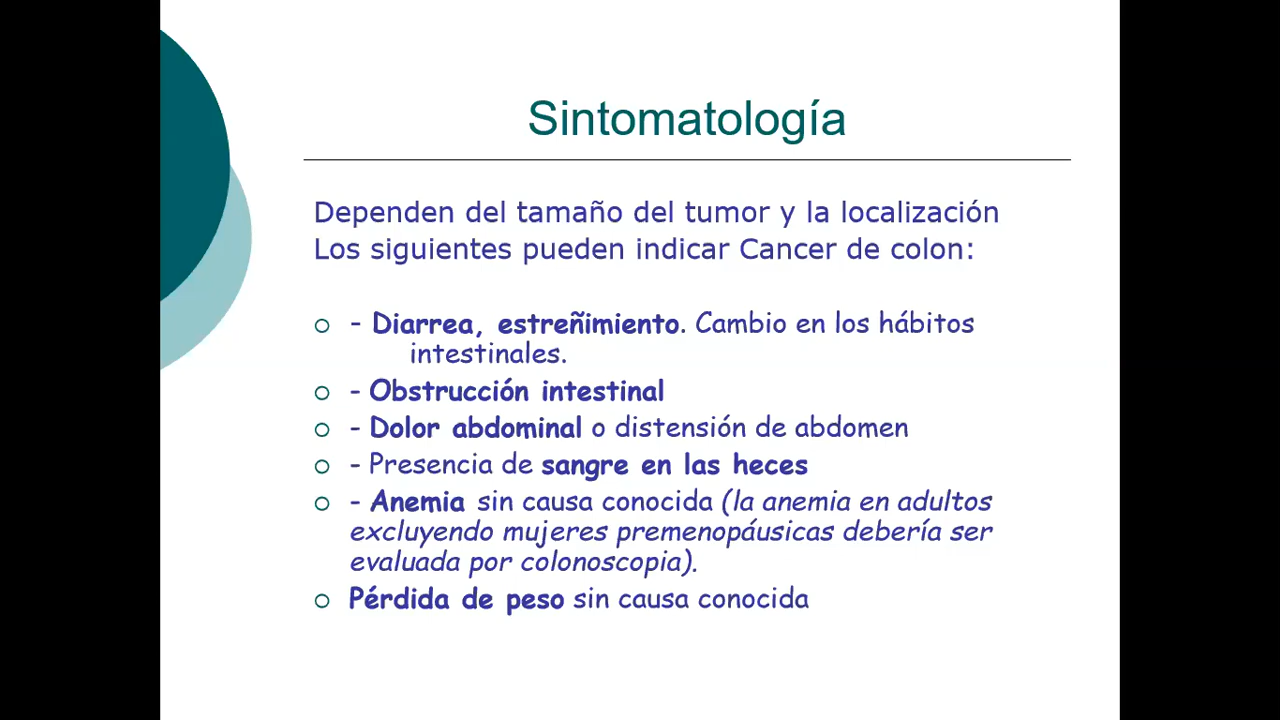 Sintomatología
Dependen del tamaño del tumor y la localización
Los siguientes pueden indicar Cancer de colon:
- Diarrea, estreñimiento. Cambio en los hábitos
intestinales.
- Obstrucción intestinal
- Dolor abdominal o distensión de abdomen
- Presencia de sangre en las heces
- Anemia sin causa conocida (la anemia en adultos
excluyendo mujeres premenopáusicas debería ser
evaluada por colonoscopia).
Pérdida de peso sin causa conocida